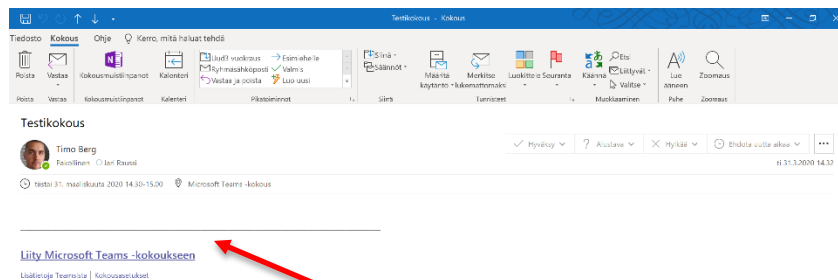 Testikokous - Kokous
Tiedosto Kokous Ohje Kerro, mitä haluat tehdä
Poista Vastaa Kokousmuistiinpanot Kalenteri
Uud3 vuokraus Esimiehelle
Ryhmäsähköposti Valmis
Vastaa ja poista Luo uusi
Siirrä
Säännöt
Määritä käytäntö Merkitse lukemattomaksi Luokittele Seuranta
Käännä Etsi
Liittyvät
Valitse
Lue ääneen Zoomaus
Poista Vastaa Kokousmuistiinpanot Kalenteri Pikatoiminnot Siirrä Tunnisteet Muokkaaminen Puhe Zoomaus
Testikokous
Timo Berg
Pakollinen Jari Raussi
Hyväksy ? Alustava Hylkää Ehdota uutta aikaa ...
ti 31.3.2020 14.32
tiistai 31. maaliskuuta 2020 14.30-15.00 Microsoft Teams -kokous
Liity Microsoft Teams -kokoukseen
Lisätietoja Teamsista | Kokousasetukset